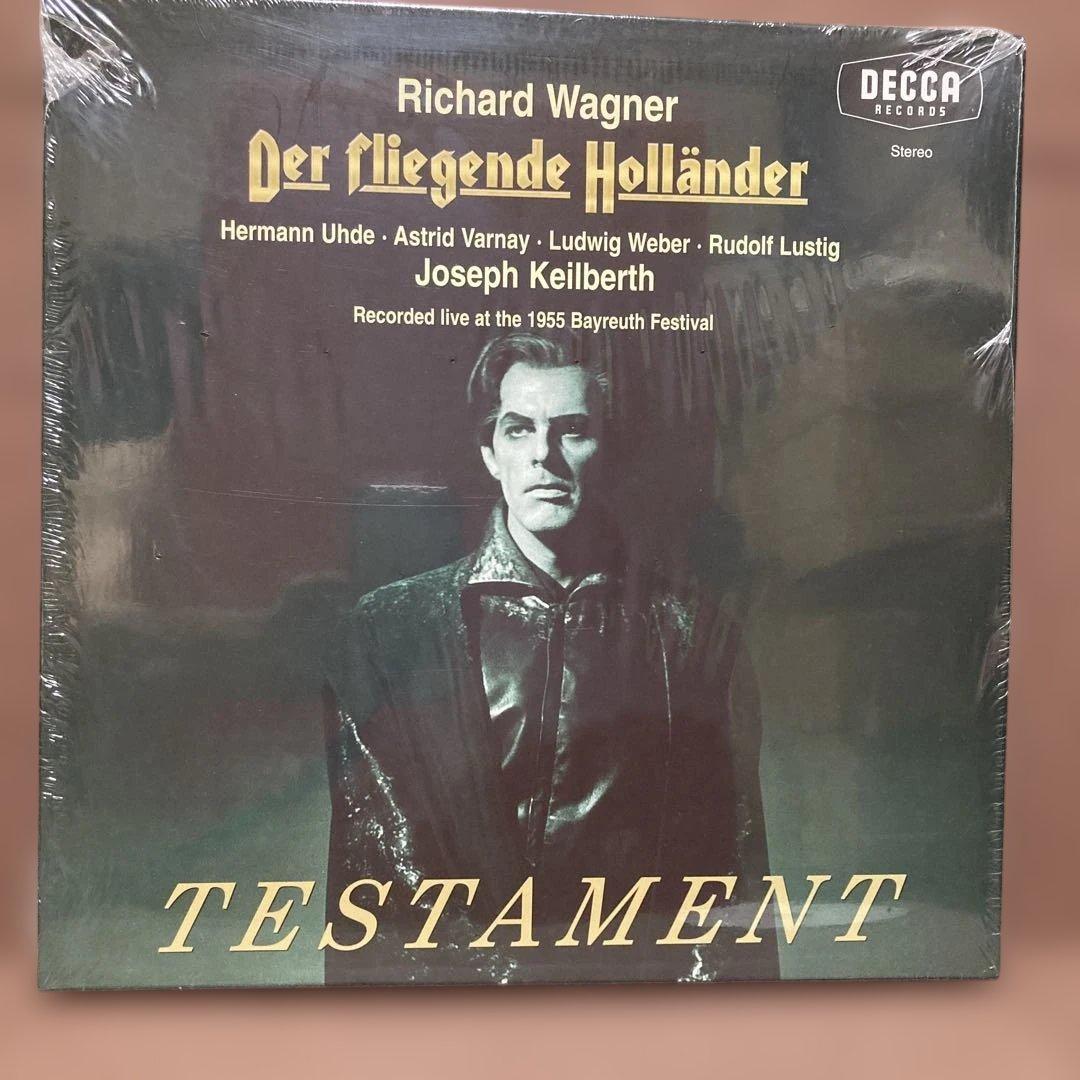 Richard Wagner
DECCA
RECORDS
Stereo
Der fliegende Holländer
Hermann Uhde · Astrid Varnay · Ludwig Weber · Rudolf Lustig
Joseph Keilberth
Recorded live at the 1955 Bayreuth Festival
TESTAMENT